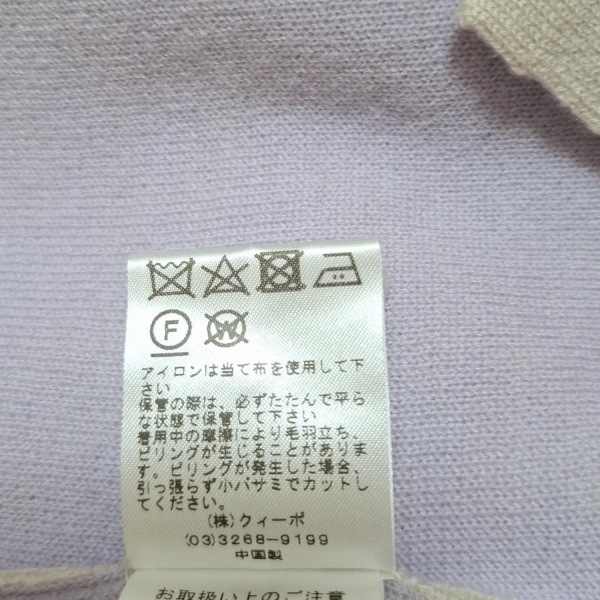 F W
アイロンは当て布を使用して下
さい
保管の際は、必ずたたんで平ら
な状態で保管して下さい
着用中の摩擦により毛羽立ち、
ピリングが生じることがありま
す。ピリングが発生した場合、
引っ張らず小バサミでカットし
てください。
(株)クィーポ
(03)3268-9199
中国製
お取扱い上のご注意